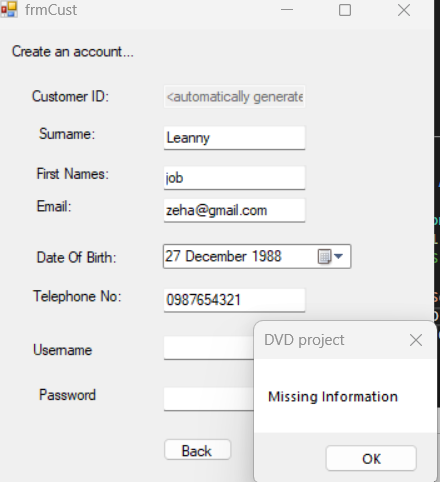 frmCust
Create an account...
Customer ID: <automatically generate
Surname: Leanny
First Names: job
Email: zeha@gmail.com
Date Of Birth: 27 December 1988
Telephone No: 0987654321
DVD project
Username
Missing Information
Password
Back
OK